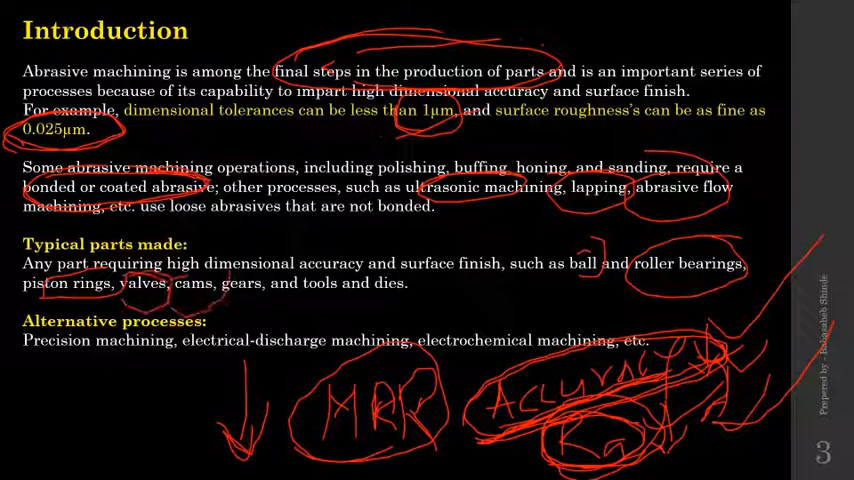 Introduction
Abrasive machining is among the final steps in the production of parts and is an important series of
processes because of its capability to impart high dimensional accuracy and surface finish.
For example, dimensional tolerances can be less than 1µm, and surface roughness's can be as fine as
0.025µm.
Some abrasive machining operations, including polishing, buffing, honing, and sanding, require a
bonded or coated abrasive; other processes, such as ultrasonic machining, lapping, abrasive flow
machining, etc. use loose abrasives that are not bonded.
Typical parts made:
Any part requiring high dimensional accuracy and surface finish, such as ball and roller bearings,
piston rings, valves, cams, gears, and tools and dies.
Alternative processes:
Precision machining, electrical-discharge machining, electrochemical machining, etc.
MRR
ACCURACY
Prepared by - Babasaheb Shinde
3